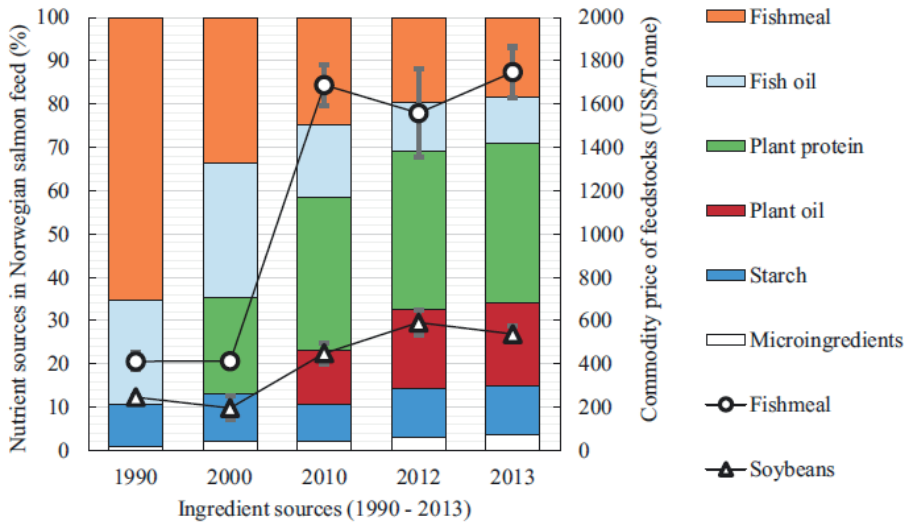 Nutrient sources in Norwegian salmon feed (%)
100
90
80
70
60
50
40
30
20
10
0
1990
2000
2010
2012
2013
Ingredient sources (1990 - 2013)
2000
1800
1600
1400
1200
1000
800
600
400
200
0
Commodity price of feedstocks (US$/Tonne)
Fishmeal
Fish oil
Plant protein
Plant oil
Starch
Microingredients
Fishmeal
Soybeans